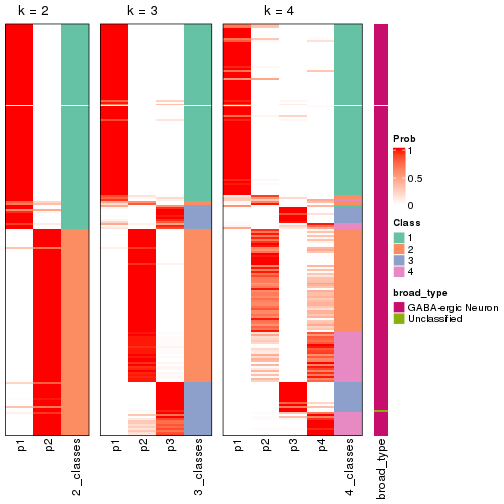 k = 2 k = 3 k = 4
Prob
1
0.5
0
Class
1
2
3
4
broad_type
GABA-ergic Neuron
Unclassified
p1 p2 2_classes p1 p2 p3 3_classes p1 p2 p3 p4 4_classes broad_type